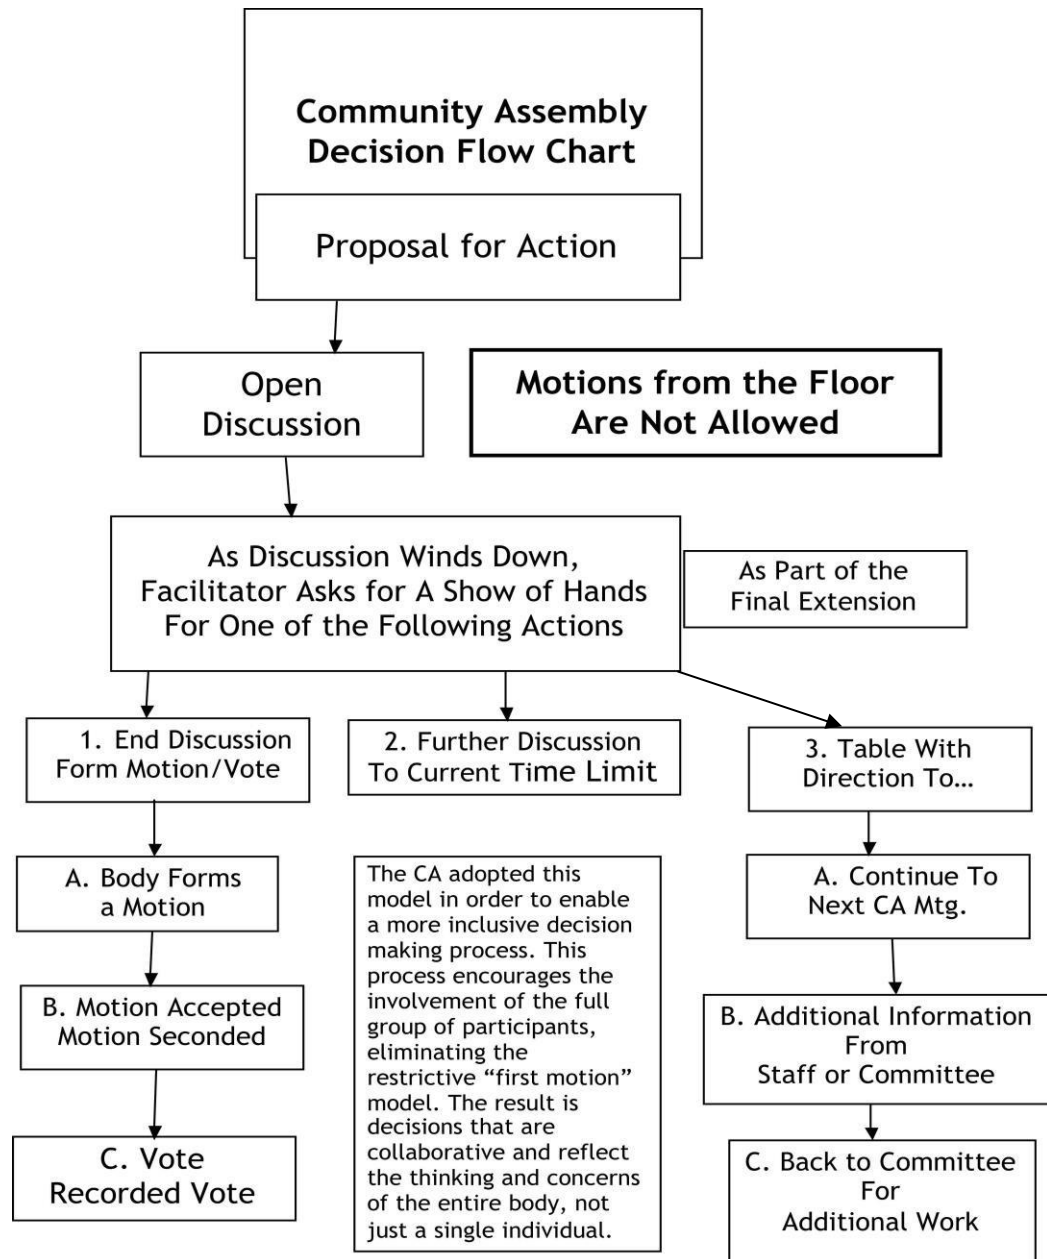 Community Assembly
Decision Flow Chart
Proposal for Action
Open
Discussion
Motions from the Floor
Are Not Allowed
As Discussion Winds Down,
Facilitator Asks for A Show of Hands
For One of the Following Actions
As Part of the
Final Extension
1. End Discussion
Form Motion/Vote
2. Further Discussion
To Current Time Limit
3. Table With
Direction To…
A. Body Forms
a Motion
B. Motion Accepted
Motion Seconded
C. Vote
Recorded Vote
The CA adopted this
model in order to enable
a more inclusive decision
making process. This
process encourages the
involvement of the full
group of participants,
eliminating the
restrictive “first motion”
model. The result is
decisions that are
collaborative and reflect
the thinking and concerns
of the entire body, not
just a single individual.
A. Continue To
Next CA Mtg.
B. Additional Information
From
Staff or Committee
C. Back to Committee
For
Additional Work